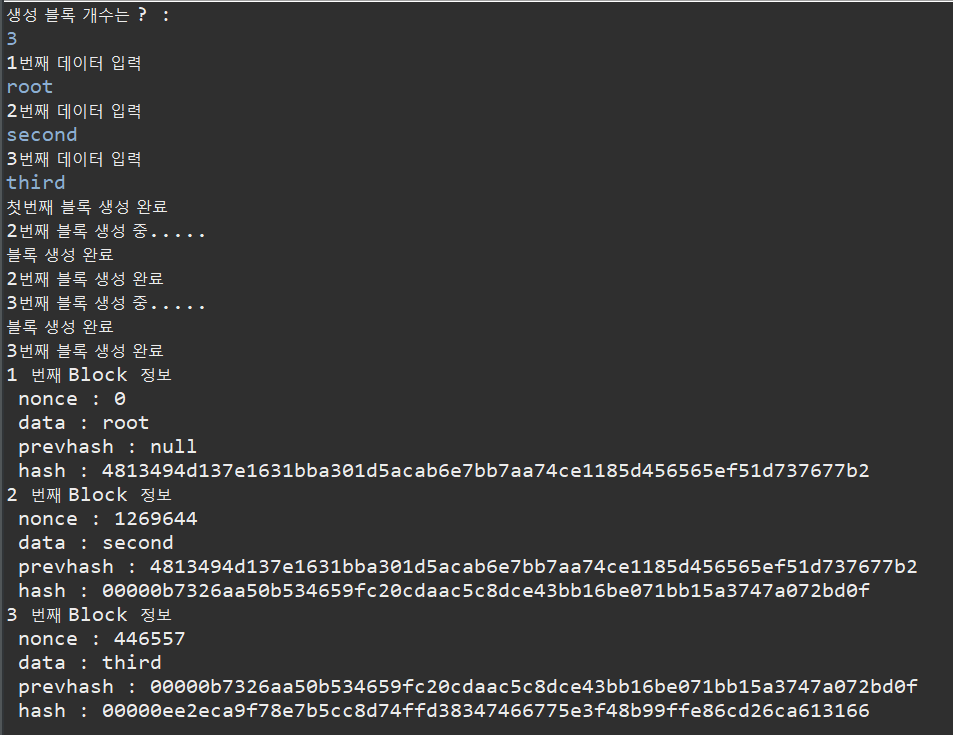 생성 블록 개수는 ? :
3
1번째 데이터 입력
root
2번째 데이터 입력
second
3번째 데이터 입력
third
첫번째 블록 생성 완료
2번째 블록 생성 중.....
블록 생성 완료
2번째 블록 생성 완료
3번째 블록 생성 중.....
블록 생성 완료
3번째 블록 생성 완료
1 번째 Block 정보
nonce : 0
data : root
prevhash : null
hash : 4813494d137e1631bba301d5acab6e7bb7aa74ce1185d456565ef51d737677b2
2 번째 Block 정보
nonce : 1269644
data : second
prevhash : 4813494d137e1631bba301d5acab6e7bb7aa74ce1185d456565ef51d737677b2
hash : 00000b7326aa50b534659fc20cdaac5c8dce43bb16be071bb15a3747a072bd0f
3 번째 Block 정보
nonce : 446557
data : third
prevhash : 00000b7326aa50b534659fc20cdaac5c8dce43bb16be071bb15a3747a072bd0f
hash : 00000ee2eca9f78e7b5cc8d74ffd38347466775e3f48b99ffe86cd26ca613166